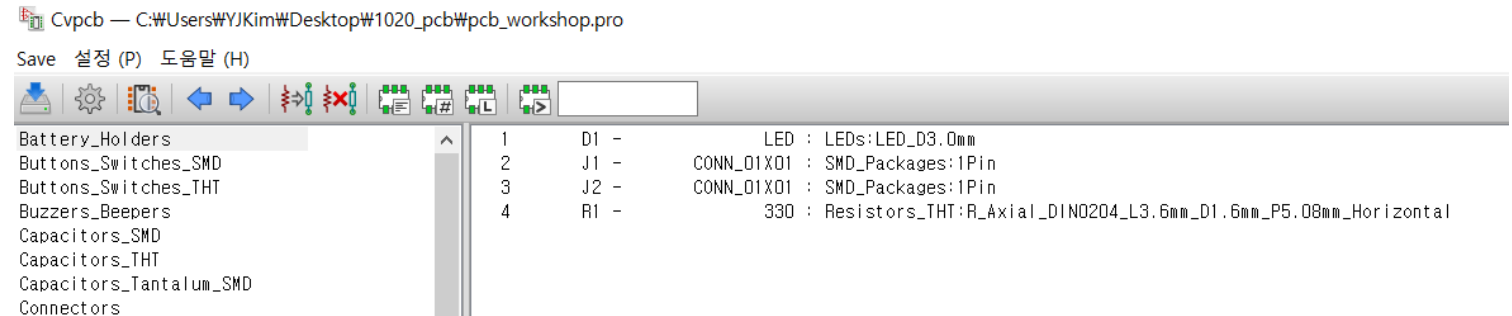 Cvpcb — C:₩Users₩YJKim₩Desktop₩1020_pcb₩pcb_workshop.pro
Save 설정 (P) 도움말 (H)
Battery_Holders
Buttons_Switches_SMD
Buttons_Switches_THT
Buzzers_Beepers
Capacitors_SMD
Capacitors_THT
Capacitors_Tantalum_SMD
Connectors
1 D1 - LED : LEDs:LED_D3.0mm
2 J1 - CONN_01X01 : SMD_Packages:1Pin
3 J2 - CONN_01X01 : SMD_Packages:1Pin
4 R1 - 330 : Resistors_THT:R_Axial_DIN0204_L3.6mm_D1.6mm_P5.08mm_Horizontal